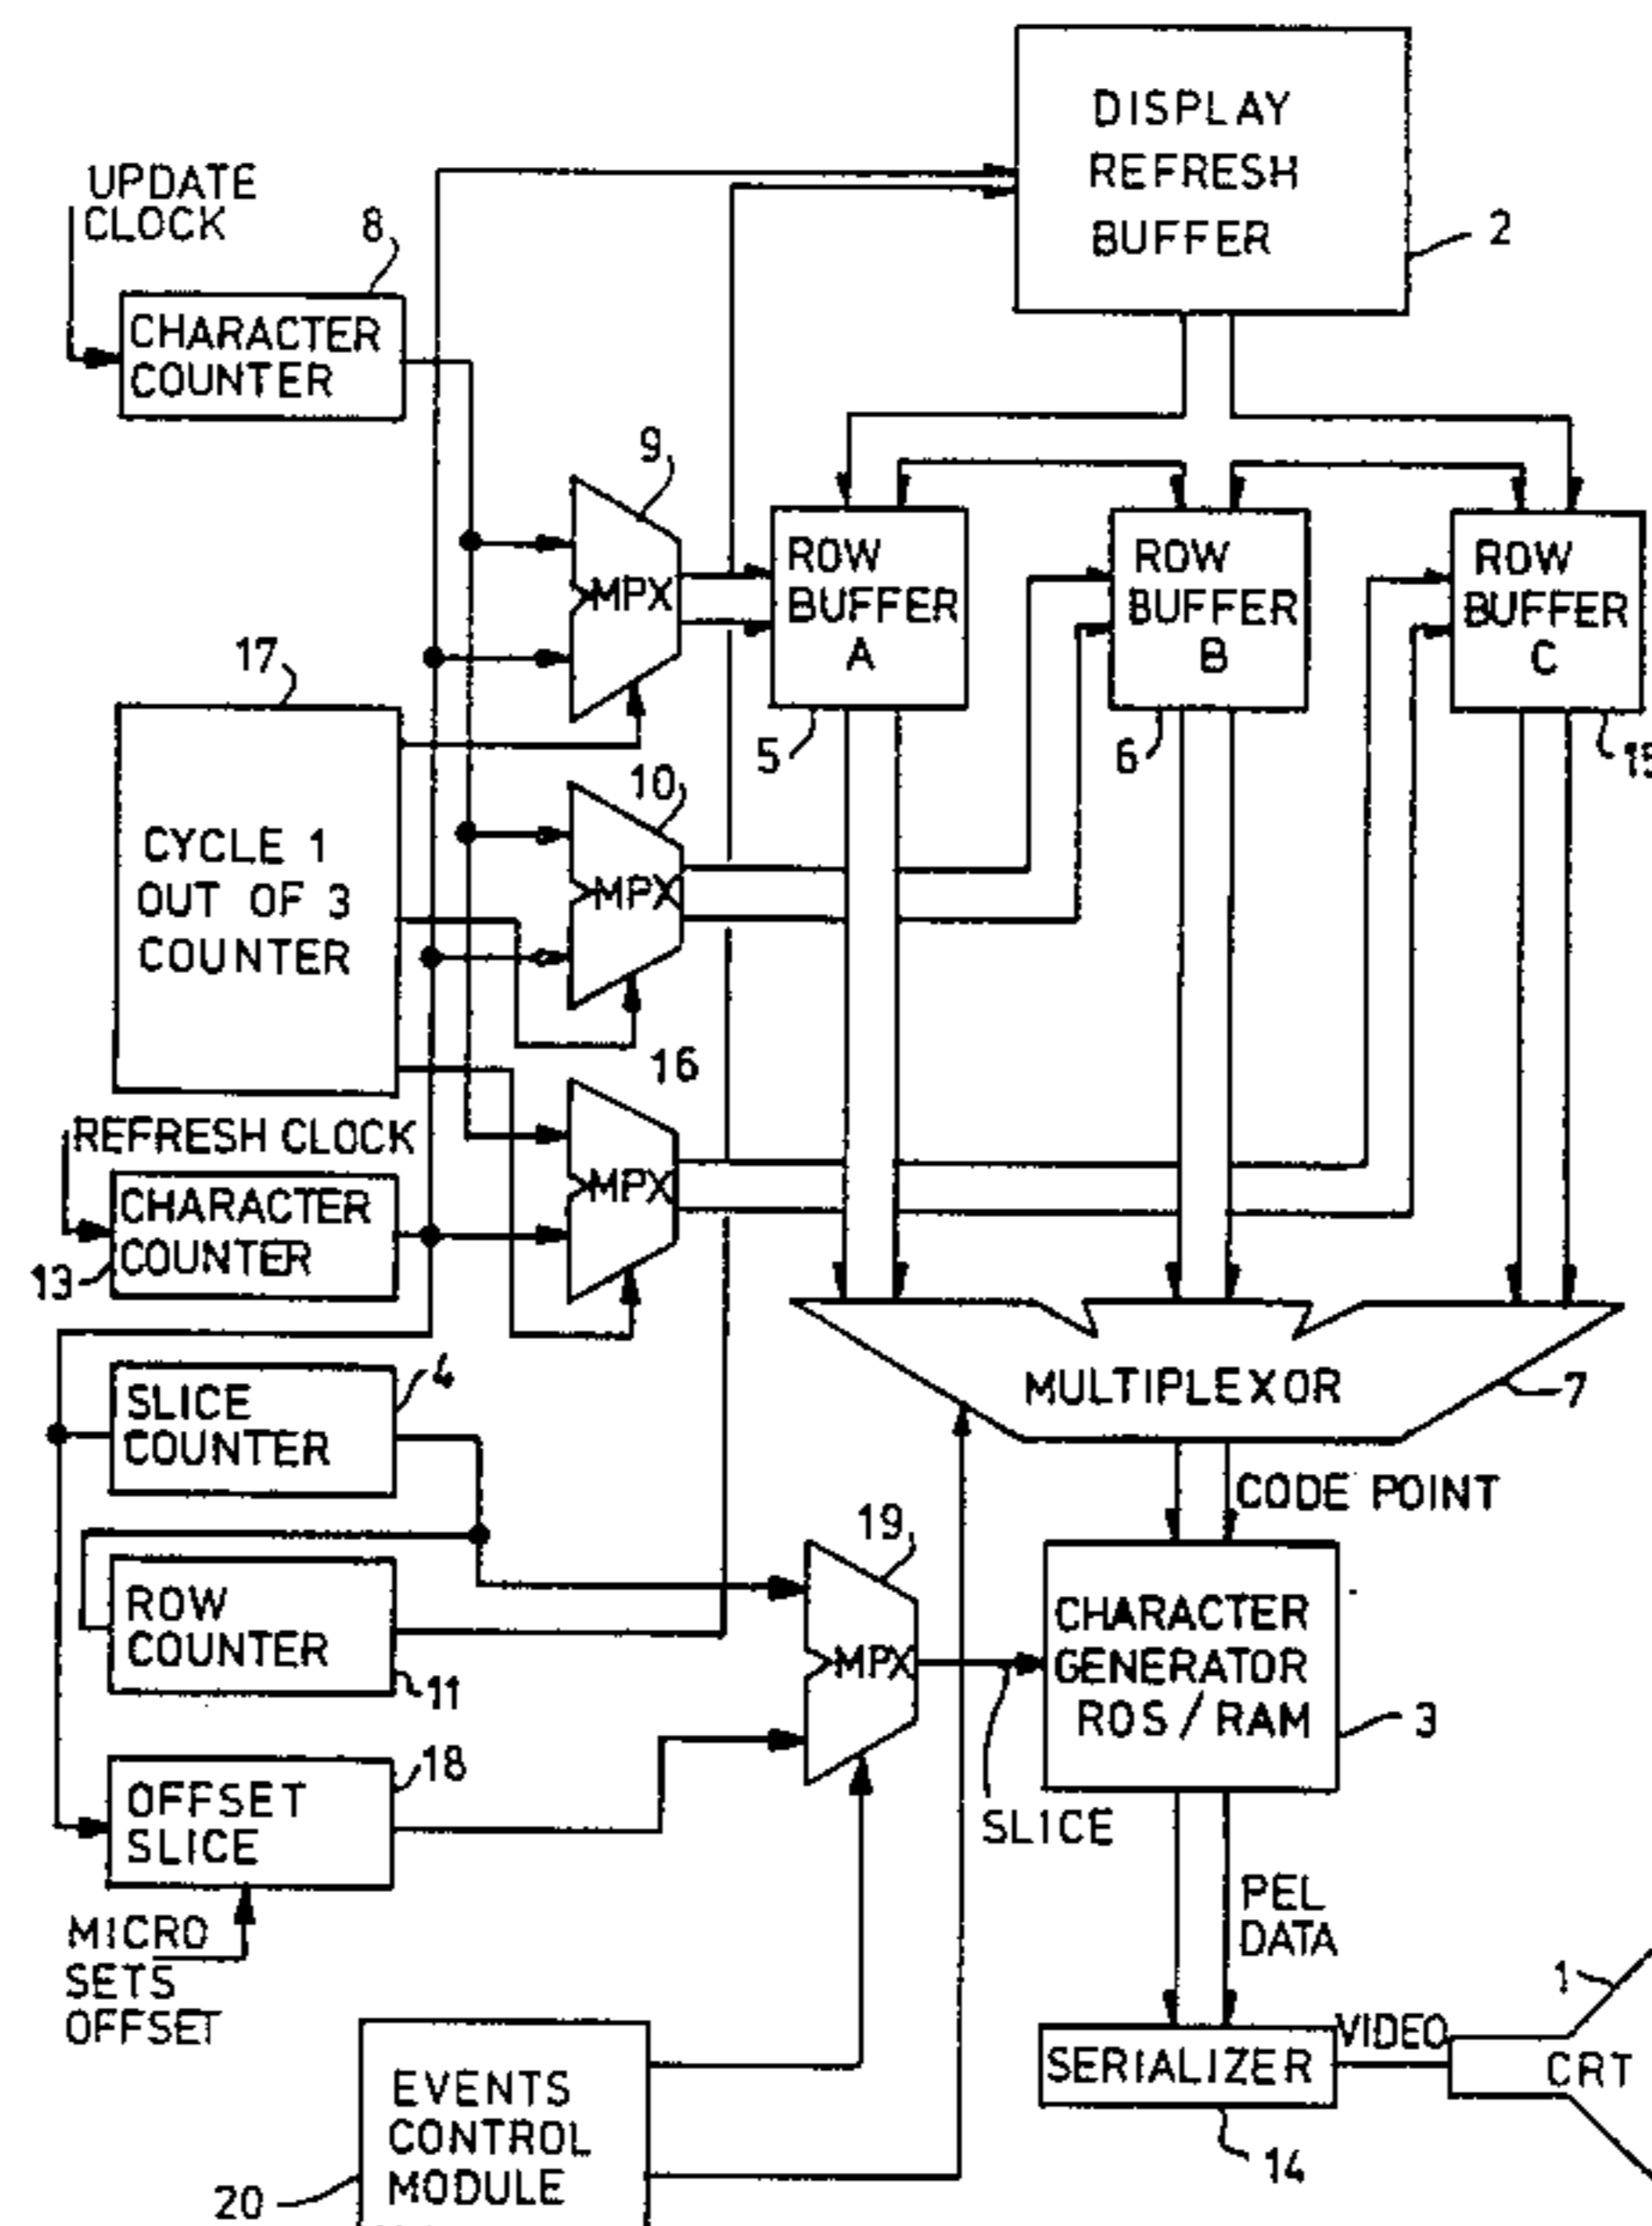 DISPLAY
REFRESH
BUFFER
2
UPDATE
CLOCK
8
CHARACTER
COUNTER
9
MPX
ROW
BUFFER
A
ROW
BUFFER
B
ROW
BUFFER
C
5
6
15
17
CYCLE 1
OUT OF 3
COUNTER
10
MPX
16
MPX
REFRESH CLOCK
CHARACTER
COUNTER
13
MULTIPLEXOR
7
SLICE
COUNTER
4
CODE POINT
ROW
COUNTER
11
19
MPX
CHARACTER
GENERATOR
ROS/RAM
3
SLICE
OFFSET
SLICE
18
MICRO
SETS
OFFSET
PEL
DATA
SERIALIZER
14
VIDEO
1
CRT
EVENTS
CONTROL
MODULE
20